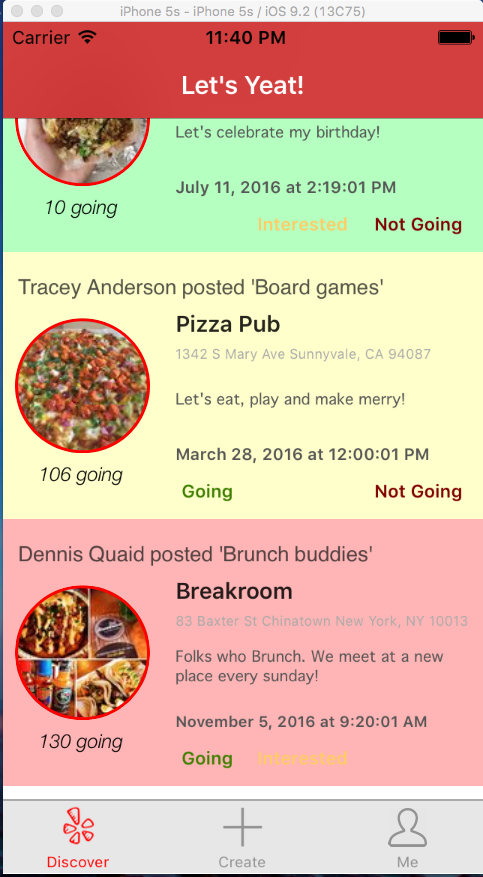 iPhone 5s - iPhone 5s / iOS 9.2 (13C75)
Carrier 11:40 PM
Let's Yeat!
Let's celebrate my birthday!
July 11, 2016 at 2:19:01 PM
10 going
Interested Not Going
Tracey Anderson posted 'Board games'
Pizza Pub
1342 S Mary Ave Sunnyvale, CA 94087
Let's eat, play and make merry!
March 28, 2016 at 12:00:01 PM
106 going
Going Not Going
Dennis Quaid posted 'Brunch buddies'
Breakroom
83 Baxter St Chinatown New York, NY 10013
Folks who Brunch. We meet at a new
place every sunday!
November 5, 2016 at 9:20:01 AM
130 going
Going Interested
Discover Create Me